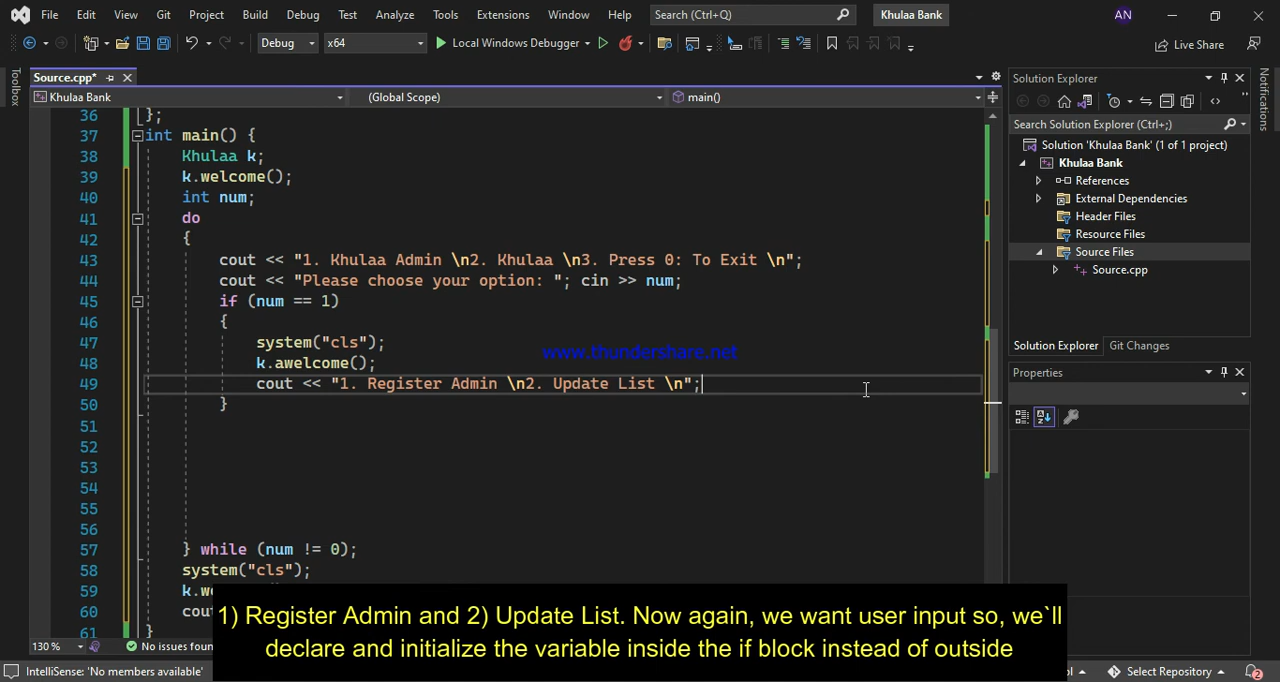 File Edit View Git Project Build Debug Test Analyze Tools Extensions Window Help Search (Ctrl+Q) Khulaa Bank AN
Debug x64 Local Windows Debugger Live Share
Toolbox
Source.cpp*
Khulaa Bank (Global Scope) main()
36 };
37 int main() {
38 Khulaa k;
39 k.welcome();
40 int num;
41 do
42 {
43 cout << "1. Khulaa Admin \n2. Khulaa \n3. Press 0: To Exit \n";
44 cout << "Please choose your option: "; cin >> num;
45 if (num == 1)
46 {
47 system("cls");
48 k.awelcome();
49 cout << "1. Register Admin \n2. Update List \n";
50 }
51
52
53
54
55
56
57 } while (num != 0);
58 system("cls");
59 k.we
60 cou
61 }
www.thundershare.net
130 % No issues foun
IntelliSense: 'No members available'
Solution Explorer
Search Solution Explorer (Ctrl+;)
Solution 'Khulaa Bank' (1 of 1 project)
Khulaa Bank
References
External Dependencies
Header Files
Resource Files
Source Files
Source.cpp
Solution Explorer Git Changes
Properties
Notifications
1) Register Admin and 2) Update List. Now again, we want user input so, we`ll
declare and initialize the variable inside the if block instead of outside
Select Repository 2